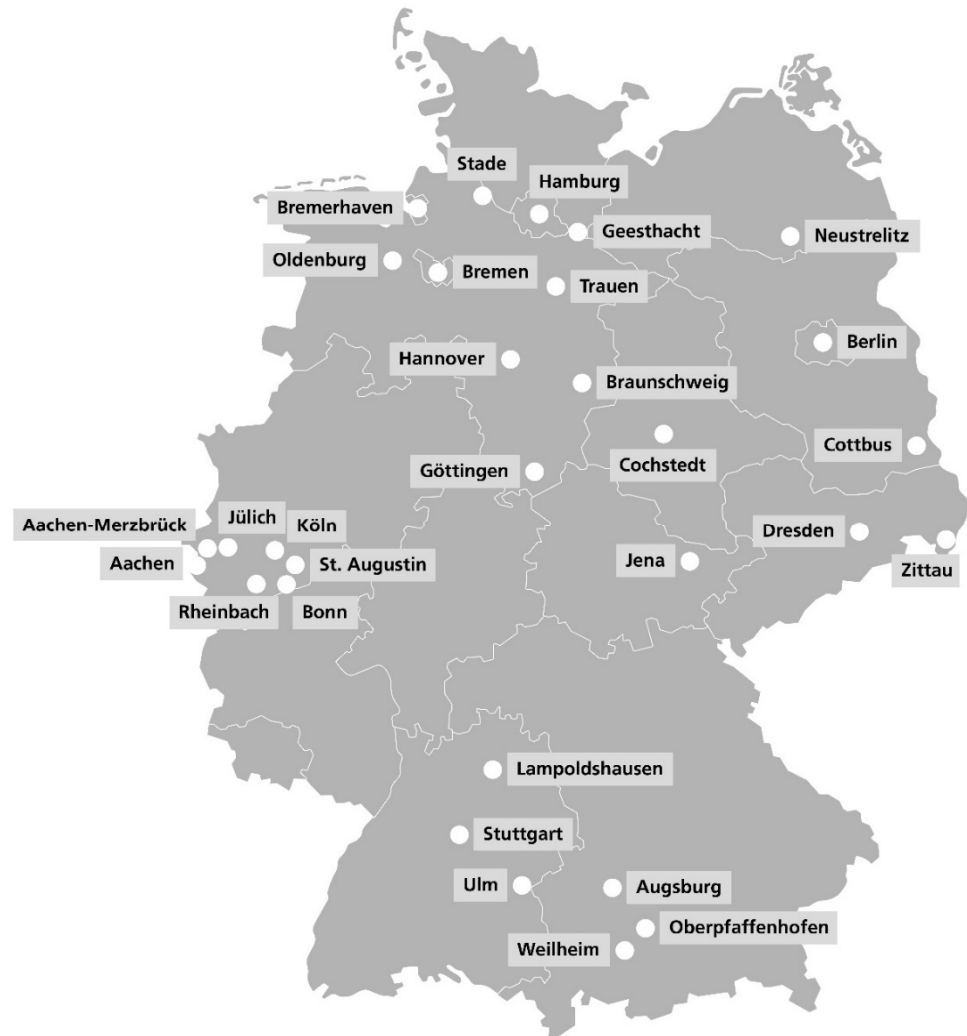 Stade
Hamburg
Bremerhaven
Geesthacht
Neustrelitz
Oldenburg
Bremen
Trauen
Berlin
Hannover
Braunschweig
Cottbus
Cochstedt
Göttingen
Jülich
Aachen-Merzbrück
Köln
Dresden
Aachen
St. Augustin
Jena
Zittau
Rheinbach
Bonn
Lampoldshausen
Stuttgart
Ulm
Augsburg
Oberpfaffenhofen
Weilheim